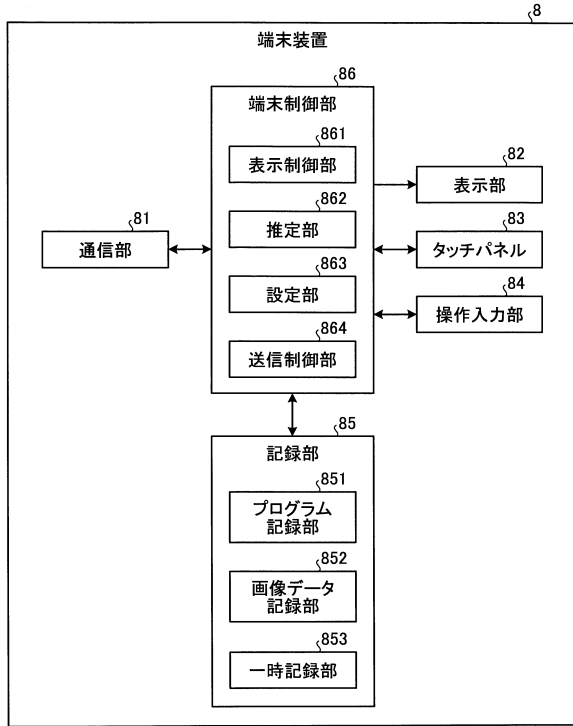 8
端末装置
86
端末制御部
861
表示制御部
862
推定部
863
設定部
864
送信制御部
81
通信部
82
表示部
83
タッチパネル
84
操作入力部
85
記録部
851
プログラム
記録部
852
画像データ
記録部
853
一時記録部